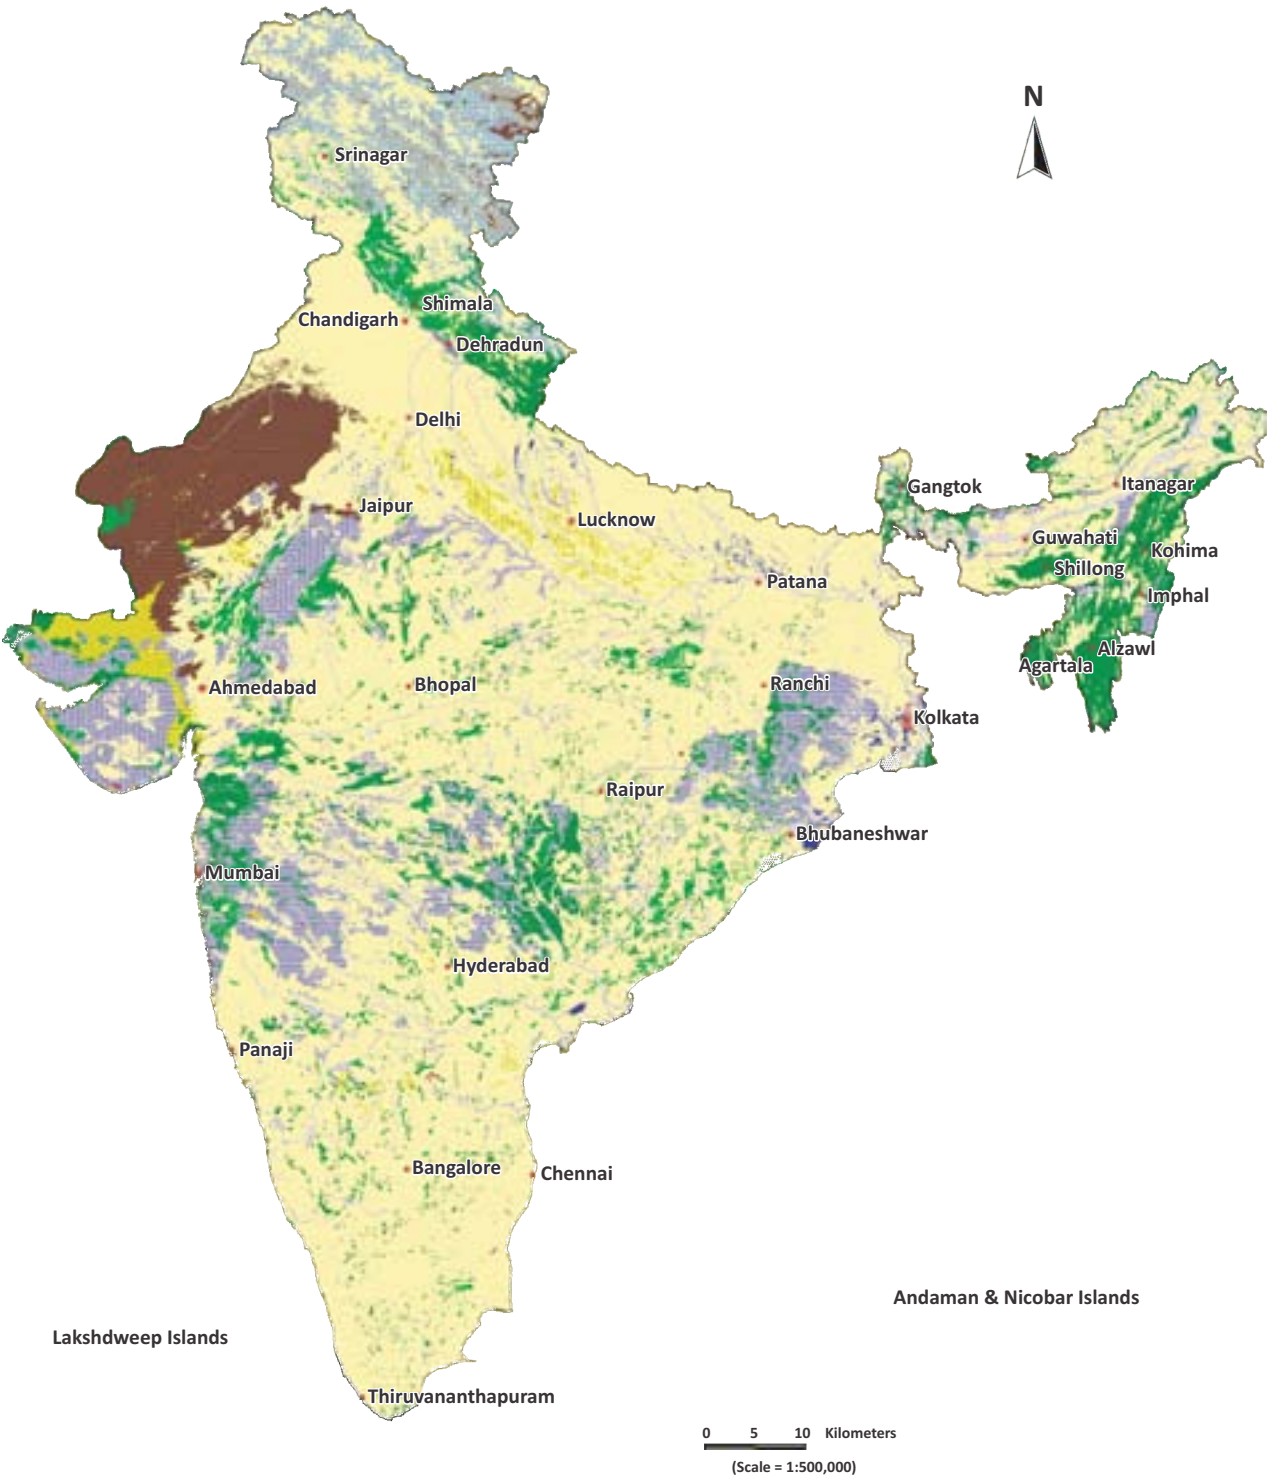 N
Srinagar
Shimala
Chandigarh
Dehradun
Delhi
Gangtok
Itanagar
Jaipur
Lucknow
Guwahati
Kohima
Shillong
Patana
Imphal
Alzawl
Agartala
Ahmedabad
Bhopal
Ranchi
Kolkata
Raipur
Bhubaneshwar
Mumbai
Hyderabad
Panaji
Bangalore
Chennai
Andaman & Nicobar Islands
Lakshdweep Islands
Thiruvananthapuram
0 5 10 Kilometers
(Scale = 1:500,000)